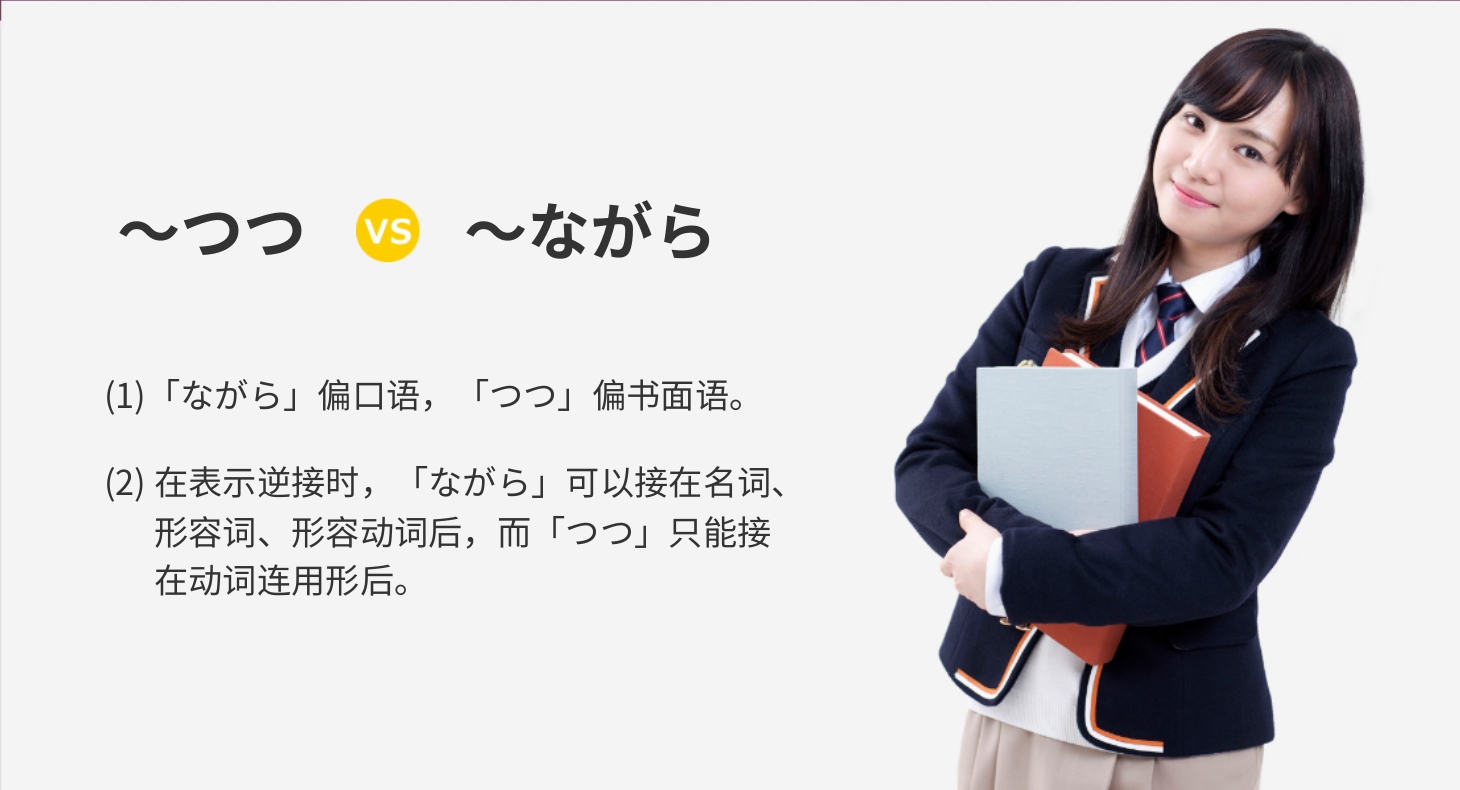 ～つつ VS ～ながら
(1)「ながら」偏口语，「つつ」偏书面语。
(2) 在表示逆接时，「ながら」可以接在名词、
形容词、形容动词后，而「つつ」只能接
在动词连用形后。